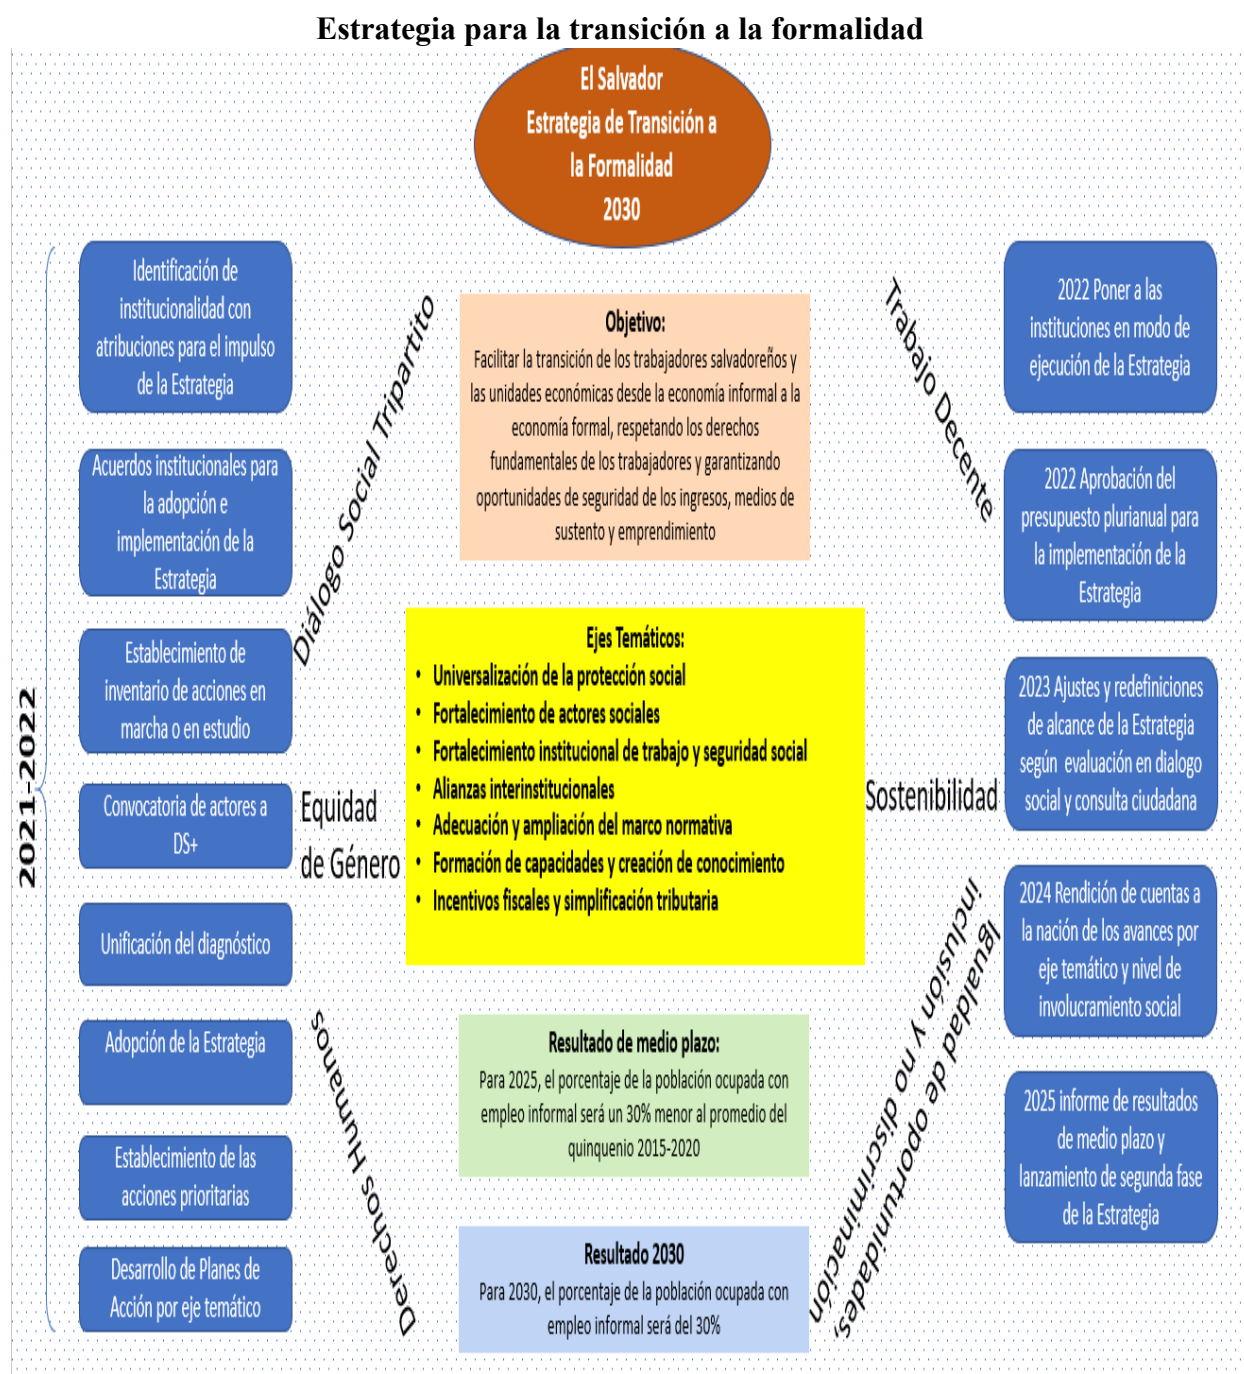 Estrategia para la transición a la formalidad
El Salvador
Estrategia de Transición a
la Formalidad
2030
2021-2022
Identificación de
institucionalidad con
atribuciones para el impulso
de la Estrategia
Acuerdos institucionales para
la adopción e
implementación de la
Estrategia
Establecimiento de
inventario de acciones en
marcha o en estudio
Convocatoria de actores a
DS+
Unificación del diagnóstico
Adopción de la Estrategia
Establecimiento de las
acciones prioritarias
Desarrollo de Planes de
Acción por eje temático
Diálogo Social Tripartito
Equidad
de Género
Derechos Humanos
Objetivo:
Facilitar la transición de los trabajadores salvadoreños y
las unidades económicas desde la economía informal a la
economía formal, respetando los derechos
fundamentales de los trabajadores y garantizando
oportunidades de seguridad de los ingresos, medios de
sustento y emprendimiento
Ejes Temáticos:
• Universalización de la protección social
• Fortalecimiento de actores sociales
• Fortalecimiento institucional de trabajo y seguridad social
• Alianzas interinstitucionales
• Adecuación y ampliación del marco normativa
• Formación de capacidades y creación de conocimiento
• Incentivos fiscales y simplificación tributaria
Resultado de medio plazo:
Para 2025, el porcentaje de la población ocupada con
empleo informal será un 30% menor al promedio del
quinquenio 2015-2020
Resultado 2030
Para 2030, el porcentaje de la población ocupada con
empleo informal será del 30%
Trabajo Decente
Sostenibilidad
Igualdad de oportunidades,
inclusión y no discriminación
2022 Poner a las
instituciones en modo de
ejecución de la Estrategia
2022 Aprobación del
presupuesto plurianual para
la implementación de la
Estrategia
2023 Ajustes y redefiniciones
de alcance de la Estrategia
según evaluación en dialogo
social y consulta ciudadana
2024 Rendición de cuentas a
la nación de los avances por
eje temático y nivel de
involucramiento social
2025 informe de resultados
de medio plazo y
lanzamiento de segunda fase
de la Estrategia